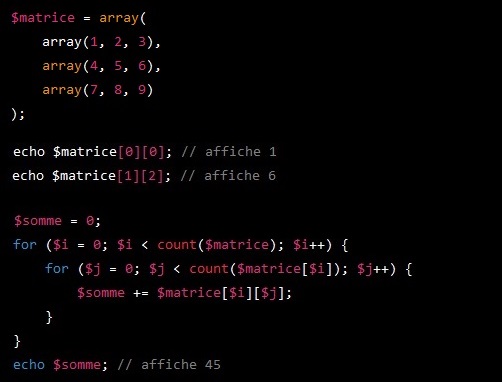 $matrice = array(
    array(1, 2, 3),
    array(4, 5, 6),
    array(7, 8, 9)
);
echo $matrice[0][0]; // affiche 1
echo $matrice[1][2]; // affiche 6
$somme = 0;
for ($i = 0; $i < count($matrice); $i++) {
    for ($j = 0; $j < count($matrice[$i]); $j++) {
        $somme += $matrice[$i][$j];
    }
}
echo $somme; // affiche 45